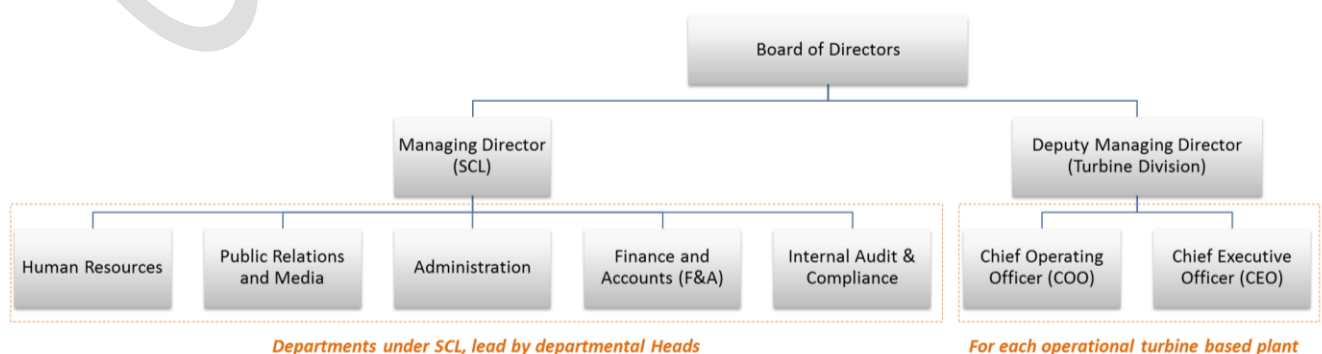 Board of Directors
Managing Director
(SCL)
Deputy Managing Director
(Turbine Division)
Human Resources
Public Relations
and Media
Administration
Finance and
Accounts (F&A)
Internal Audit &
Compliance
Chief Operating
Officer (COO)
Chief Executive
Officer (CEO)
Departments under SCL, lead by departmental Heads
For each operational turbine based plant